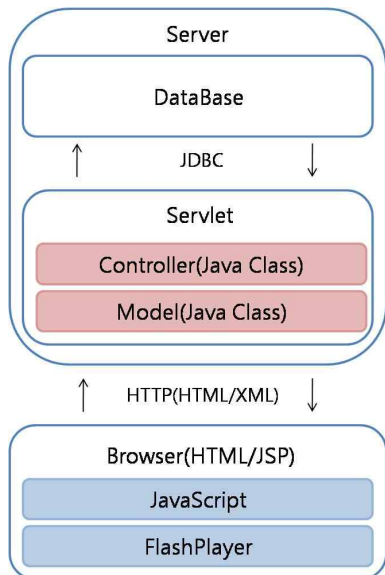 Server
DataBase
JDBC
Servlet
Controller(Java Class)
Model(Java Class)
HTTP(HTML/XML)
Browser(HTML/JSP)
JavaScript
FlashPlayer